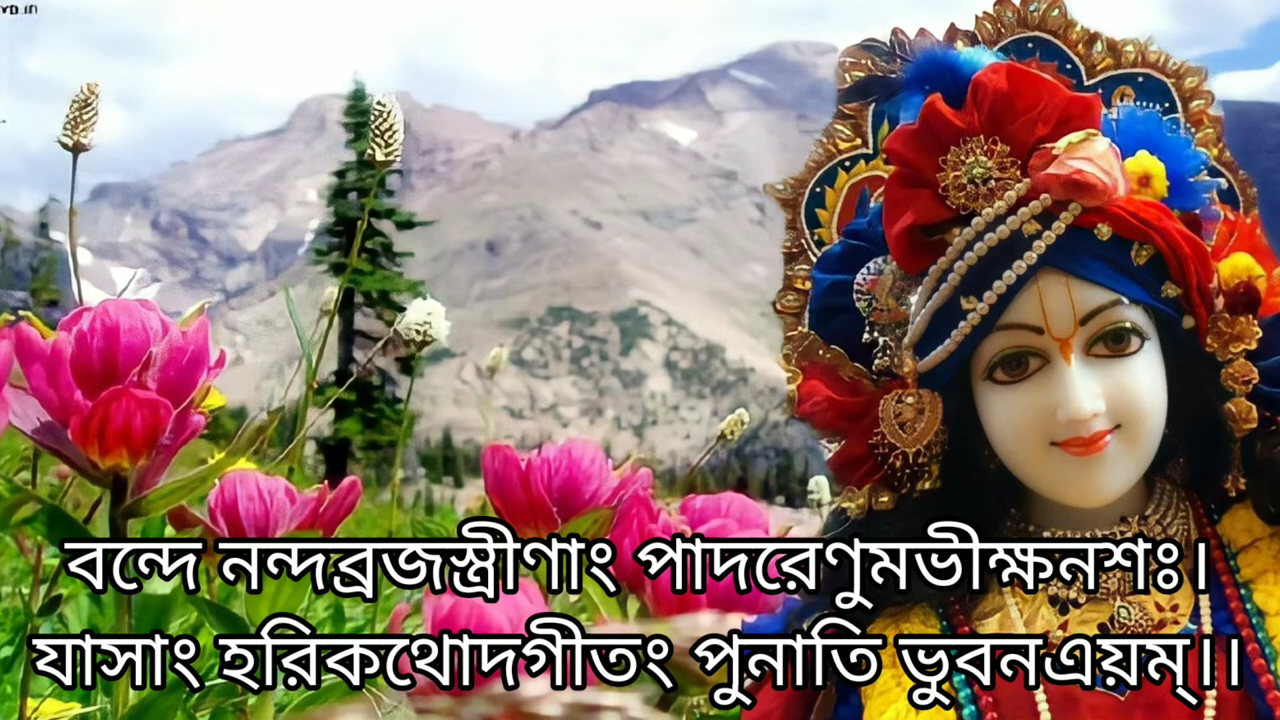 বন্দে নন্দব্রজস্ত্রীণাং পাদরেণুমভীক্ষনশঃ।
যাসাং হরিকথোদগীতং পুনাতি ভুবনএয়ম্।।